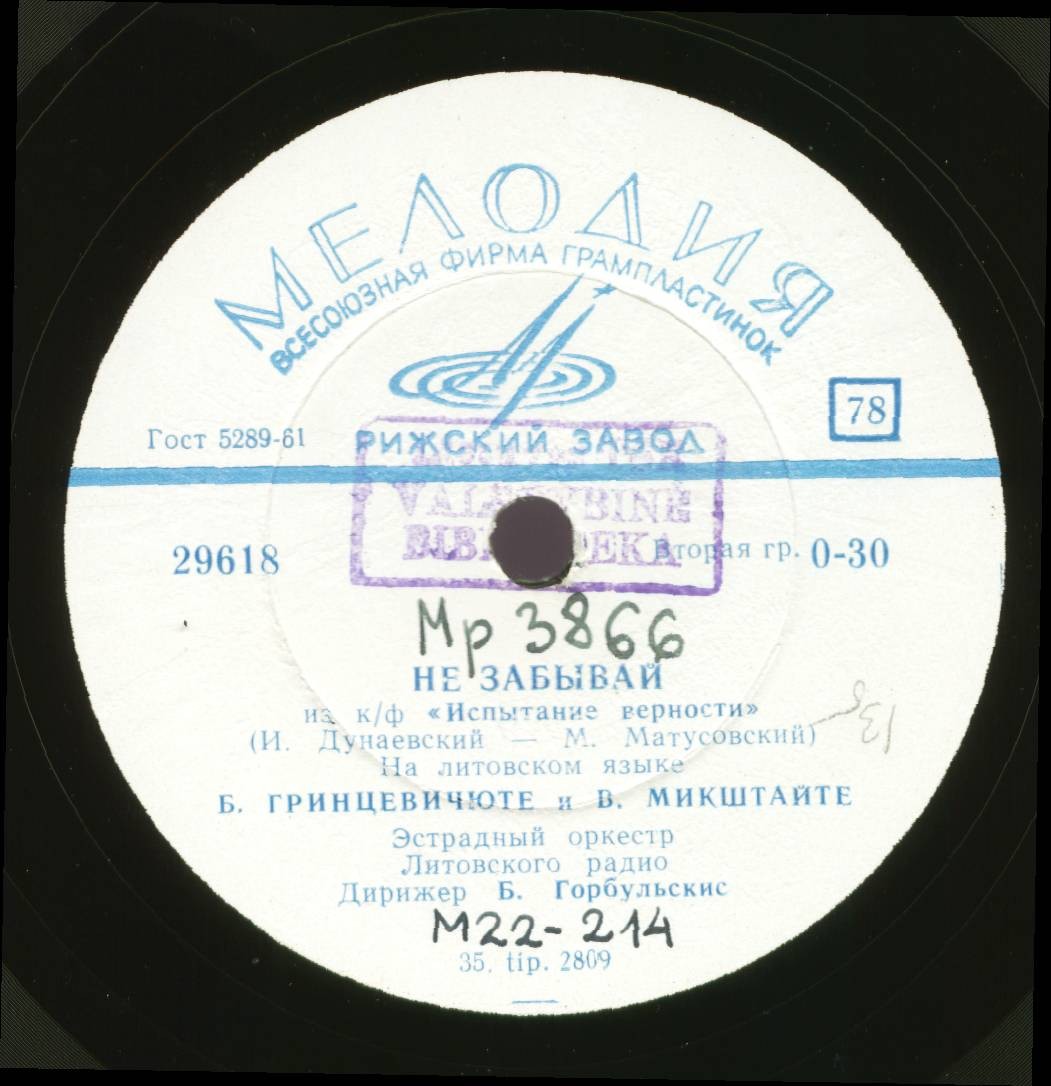 МЕЛОДИЯ
ВСЕСОЮЗНАЯ ФИРМА ГРАМПЛАСТИНОК
78
Гост 5289-61
РИЖСКИЙ ЗАВОД
29618
Вторая гр. 0-30
Мр 3866
НЕ ЗАБЫВАЙ
из к/ф «Испытание верности»
(И. Дунаевский — М. Матусовский)
На литовском языке
Б. ГРИНЦЕВИЧЮТЕ и В. МИКШТАЙТЕ
Эстрадный оркестр
Литовского радио
Дирижер Б. Горбульскис
М22-214
35. tip. 2809